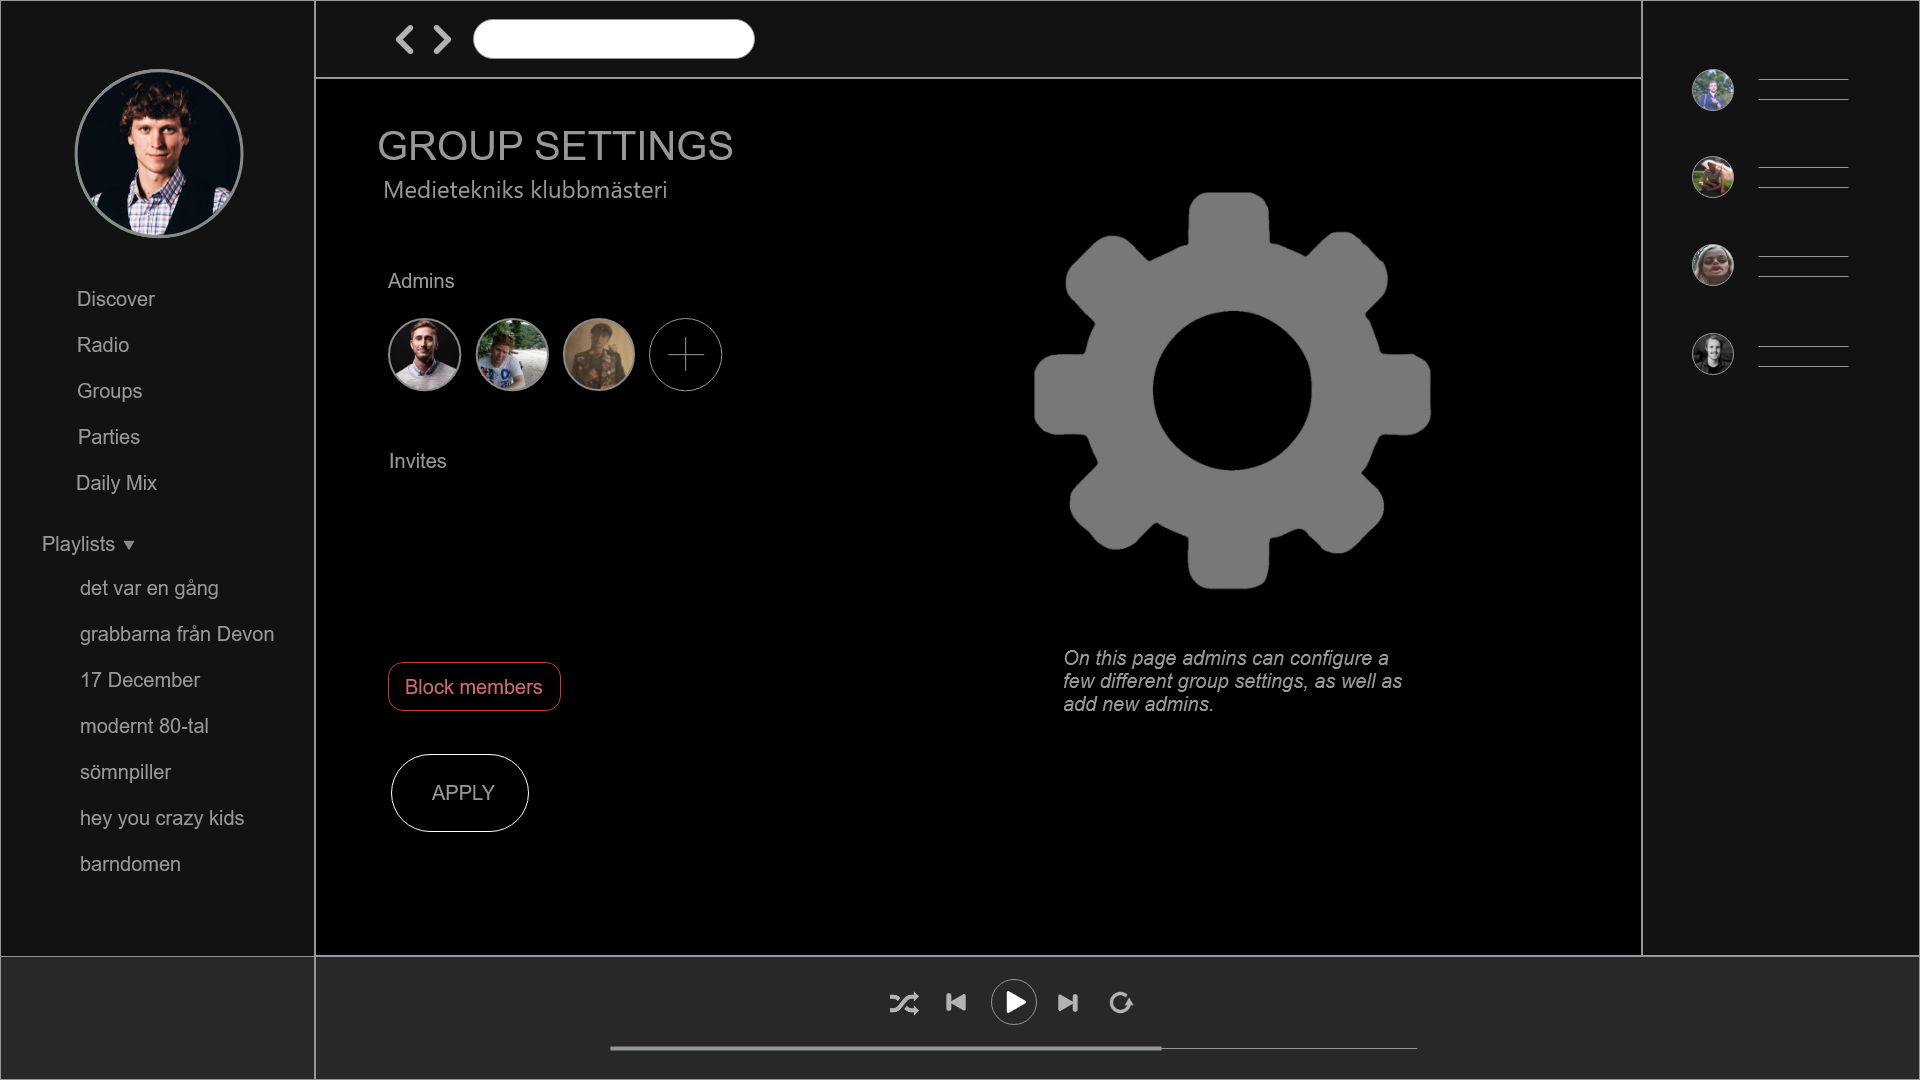 GROUP SETTINGS
Medietekniks klubbmästeri
Admins
Invites
Block members
APPLY
On this page admins can configure a
few different group settings, as well as
add new admins.
Discover
Radio
Groups
Parties
Daily Mix
Playlists ▼
det var en gång
grabbarna från Devon
17 December
modernt 80-tal
sömnpiller
hey you crazy kids
barndomen